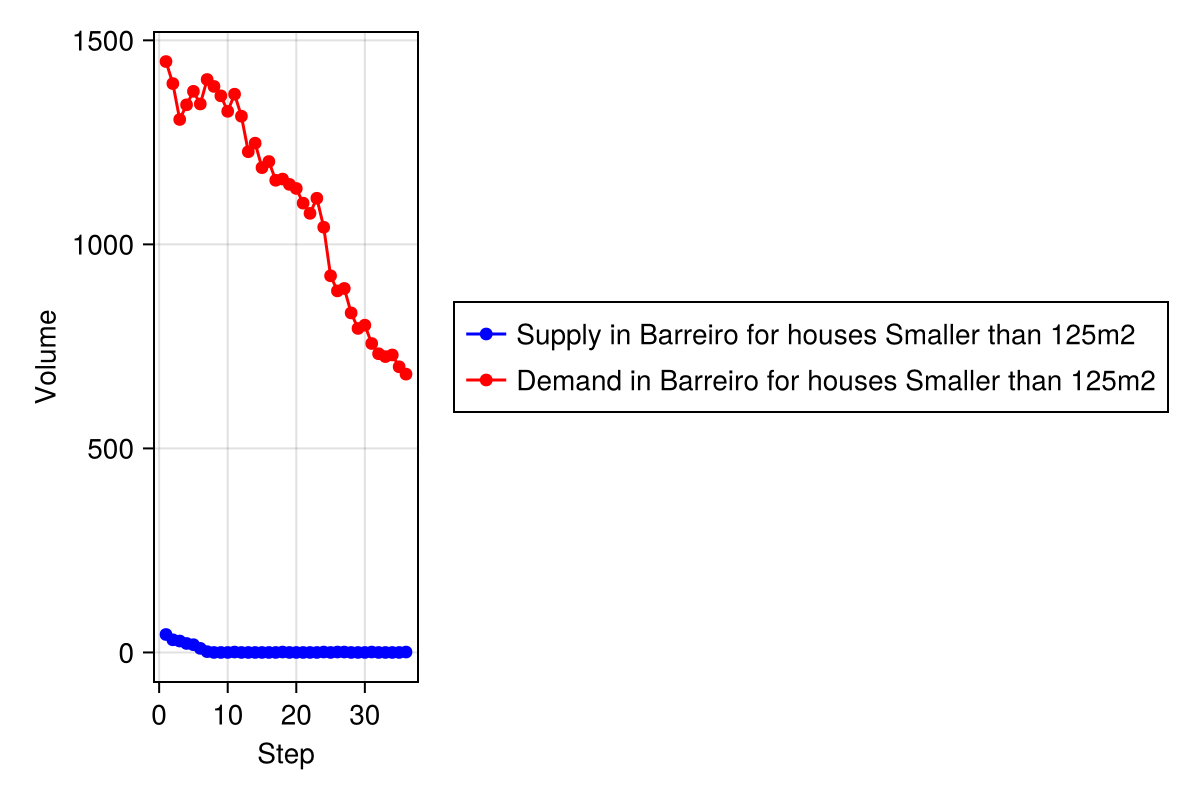 1500
1000
500
0
Volume
0 10 20 30
Step
Supply in Barreiro for houses Smaller than 125m2
Demand in Barreiro for houses Smaller than 125m2